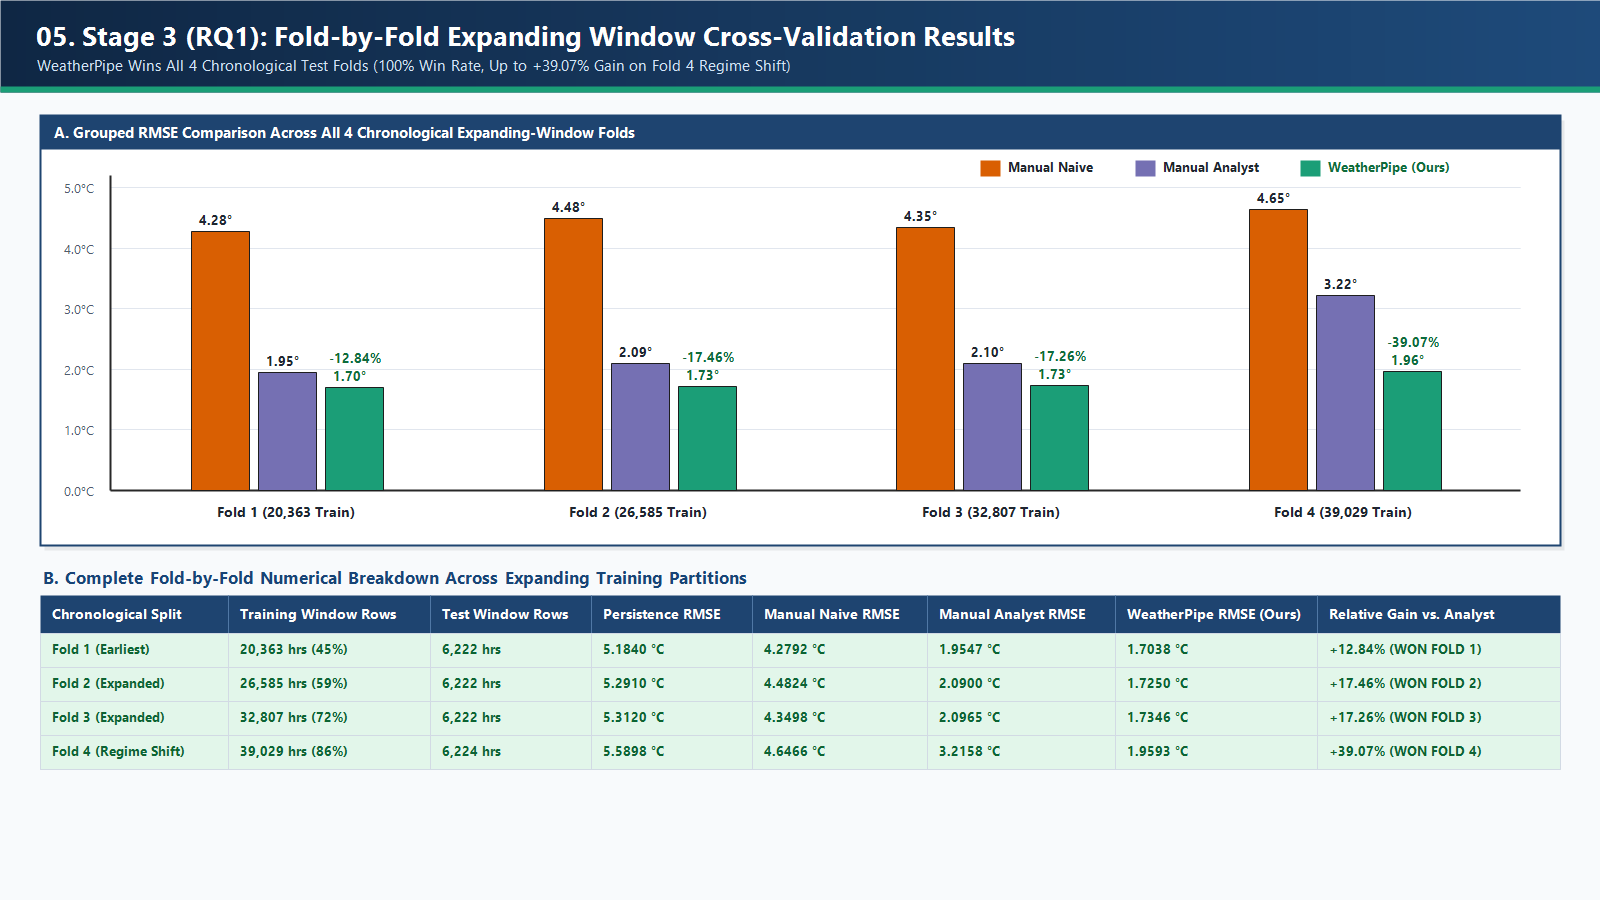 05. Stage 3 (RQ1): Fold-by-Fold Expanding Window Cross-Validation Results
WeatherPipe Wins All 4 Chronological Test Folds (100% Win Rate, Up to +39.07% Gain on Fold 4 Regime Shift)
A. Grouped RMSE Comparison Across All 4 Chronological Expanding-Window Folds
Manual Naive Manual Analyst WeatherPipe (Ours)
5.0°C
4.0°C
3.0°C
2.0°C
1.0°C
0.0°C
4.28°
1.95°
-12.84%
1.70°
4.48°
2.09°
-17.46%
1.73°
4.35°
2.10°
-17.26%
1.73°
4.65°
3.22°
-39.07%
1.96°
Fold 1 (20,363 Train) Fold 2 (26,585 Train) Fold 3 (32,807 Train) Fold 4 (39,029 Train)
B. Complete Fold-by-Fold Numerical Breakdown Across Expanding Training Partitions
Chronological Split Training Window Rows Test Window Rows Persistence RMSE Manual Naive RMSE Manual Analyst RMSE WeatherPipe RMSE (Ours) Relative Gain vs. Analyst
Fold 1 (Earliest) 20,363 hrs (45%) 6,222 hrs 5.1840 °C 4.2792 °C 1.9547 °C 1.7038 °C +12.84% (WON FOLD 1)
Fold 2 (Expanded) 26,585 hrs (59%) 6,222 hrs 5.2910 °C 4.4824 °C 2.0900 °C 1.7250 °C +17.46% (WON FOLD 2)
Fold 3 (Expanded) 32,807 hrs (72%) 6,222 hrs 5.3120 °C 4.3498 °C 2.0965 °C 1.7346 °C +17.26% (WON FOLD 3)
Fold 4 (Regime Shift) 39,029 hrs (86%) 6,224 hrs 5.5898 °C 4.6466 °C 3.2158 °C 1.9593 °C +39.07% (WON FOLD 4)